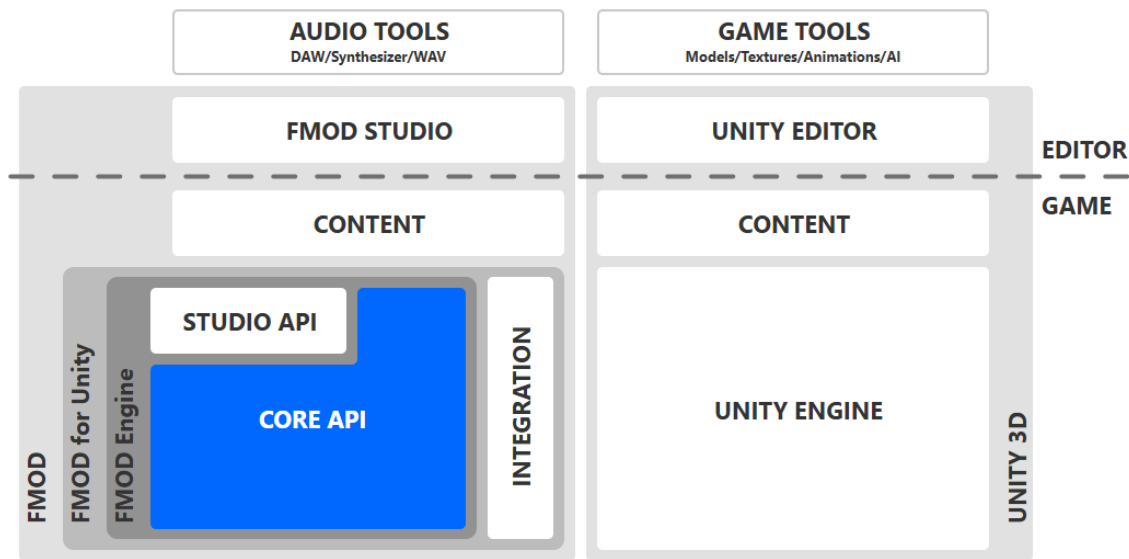 AUDIO TOOLS
DAW/Synthesizer/WAV
GAME TOOLS
Models/Textures/Animations/AI
FMOD STUDIO
UNITY EDITOR
EDITOR
GAME
CONTENT
CONTENT
STUDIO API
CORE API
INTEGRATION
FMOD Engine
FMOD for Unity
FMOD
UNITY ENGINE
UNITY 3D